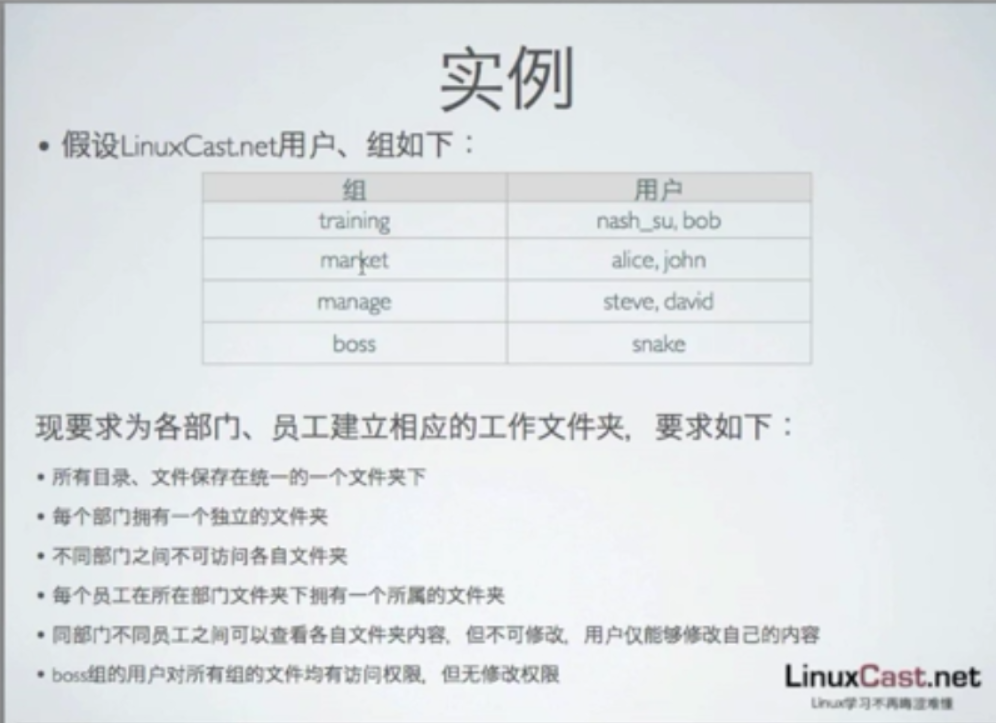 实例
• 假设LinuxCast.net用户、组如下：
组 用户
training nash_su, bob
market alice, john
manage steve, david
boss snake
现要求为各部门、员工建立相应的工作文件夹，要求如下：
• 所有目录、文件保存在统一的一个文件夹下
• 每个部门拥有一个独立的文件夹
• 不同部门之间不可访问各自文件夹
• 每个员工在所在部门文件夹下拥有一个所属的文件夹
• 同部门不同员工之间可以查看各自文件夹内容，但不可修改，用户仅能够修改自己的内容
• boss组的用户对所有组的文件均有访问权限，但无修改权限
LinuxCast.net
Linux学习不再晦涩难懂